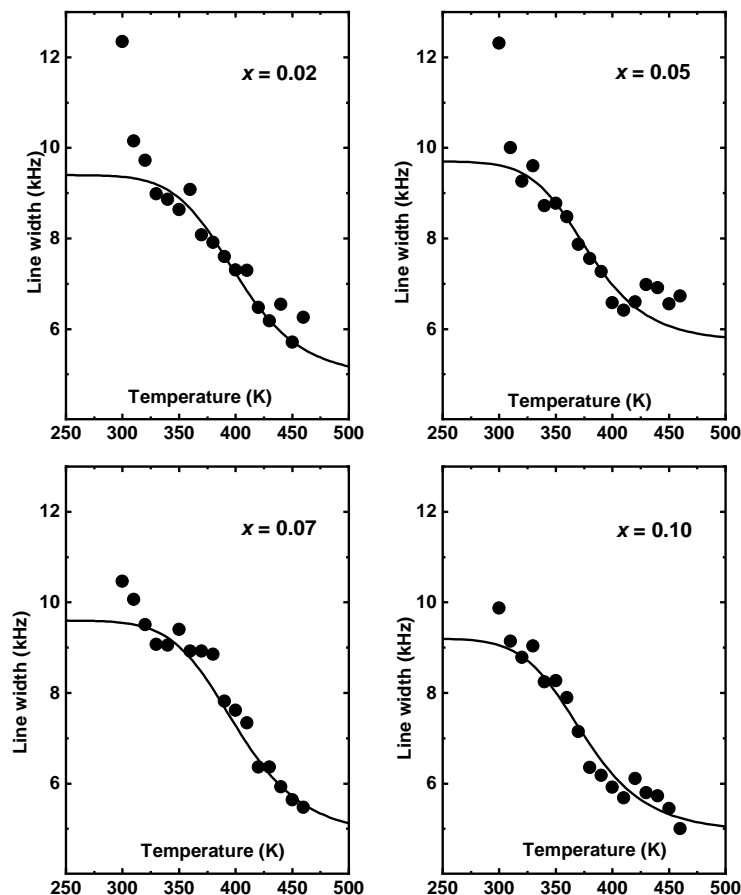 12
10
8
6
Line width (kHz)
x = 0.02
Temperature (K)
250 300 350 400 450 500
12
10
8
6
Line width (kHz)
x = 0.05
Temperature (K)
250 300 350 400 450 500
12
10
8
6
Line width (kHz)
x = 0.07
Temperature (K)
250 300 350 400 450 500
12
10
8
6
Line width (kHz)
x = 0.10
Temperature (K)
250 300 350 400 450 500